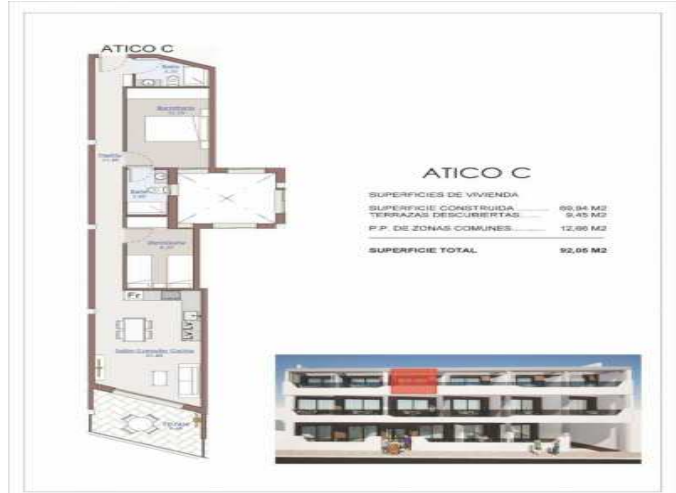 ATICO C
Baño
Dormitorio
Pasillo
Baño
Dormitorio
Fr
Salón-Comedor-Cocina
ATICO C
SUPERFICIES DE VIVIENDA
SUPERFICIE CONSTRUIDA ......... 69,94 M2
TERRAZAS DESCUBIERTAS...... 9,45 M2
P.P. DE ZONAS COMUNES......... 12,66 M2
SUPERFICIE TOTAL 92,05 M2